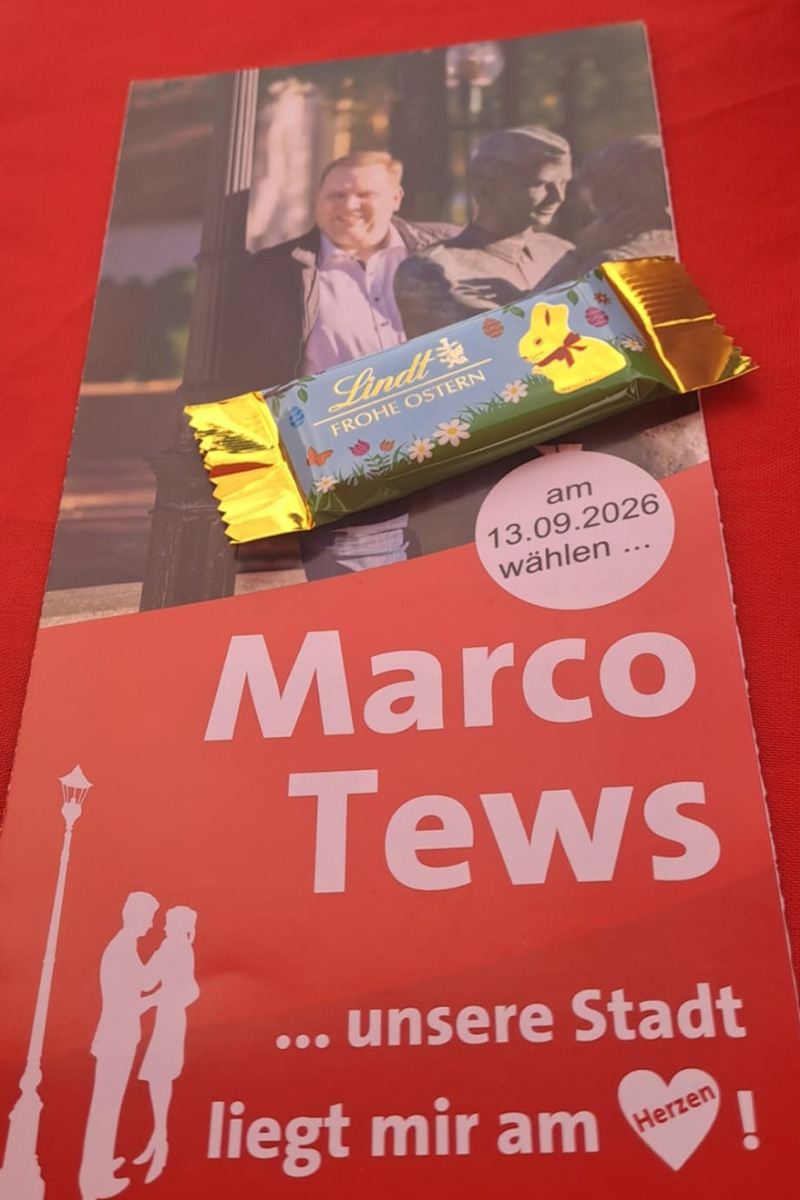 Lindt
FROHE OSTERN
am
13.09.2026
wählen ...
Marco
Tews
... unsere Stadt
liegt mir am Herzen !